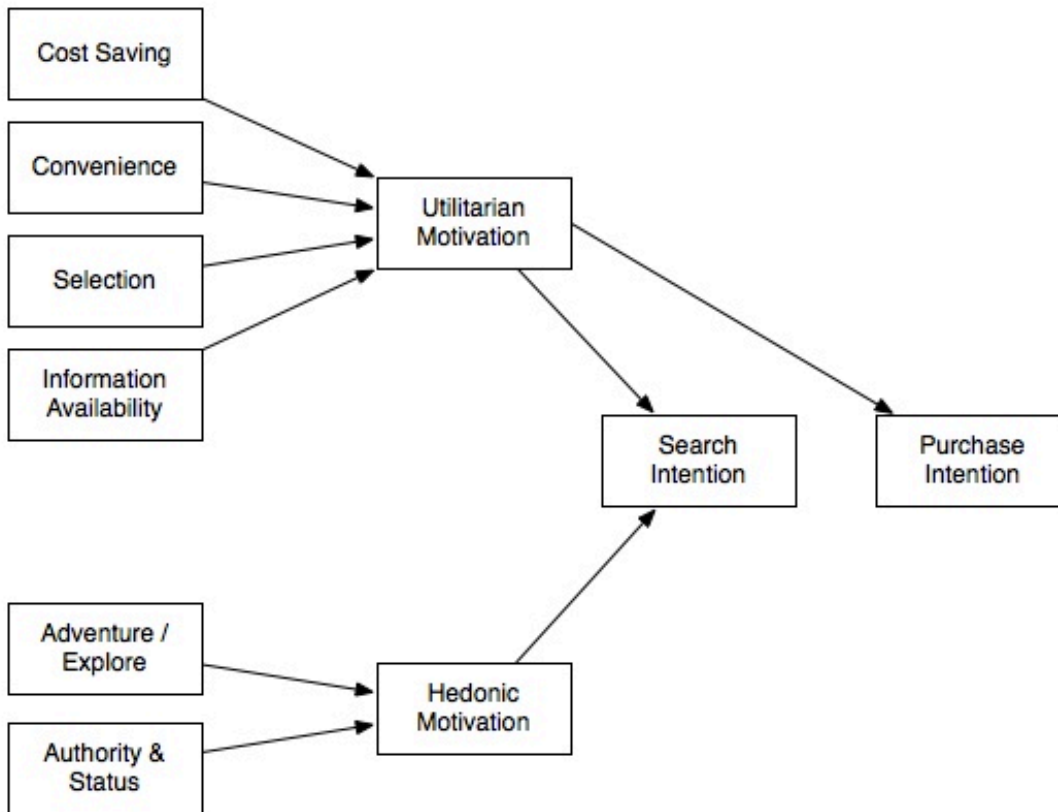 Cost Saving
Convenience
Selection
Information
Availability
Utilitarian
Motivation
Search
Intention
Purchase
Intention
Adventure /
Explore
Authority &
Status
Hedonic
Motivation